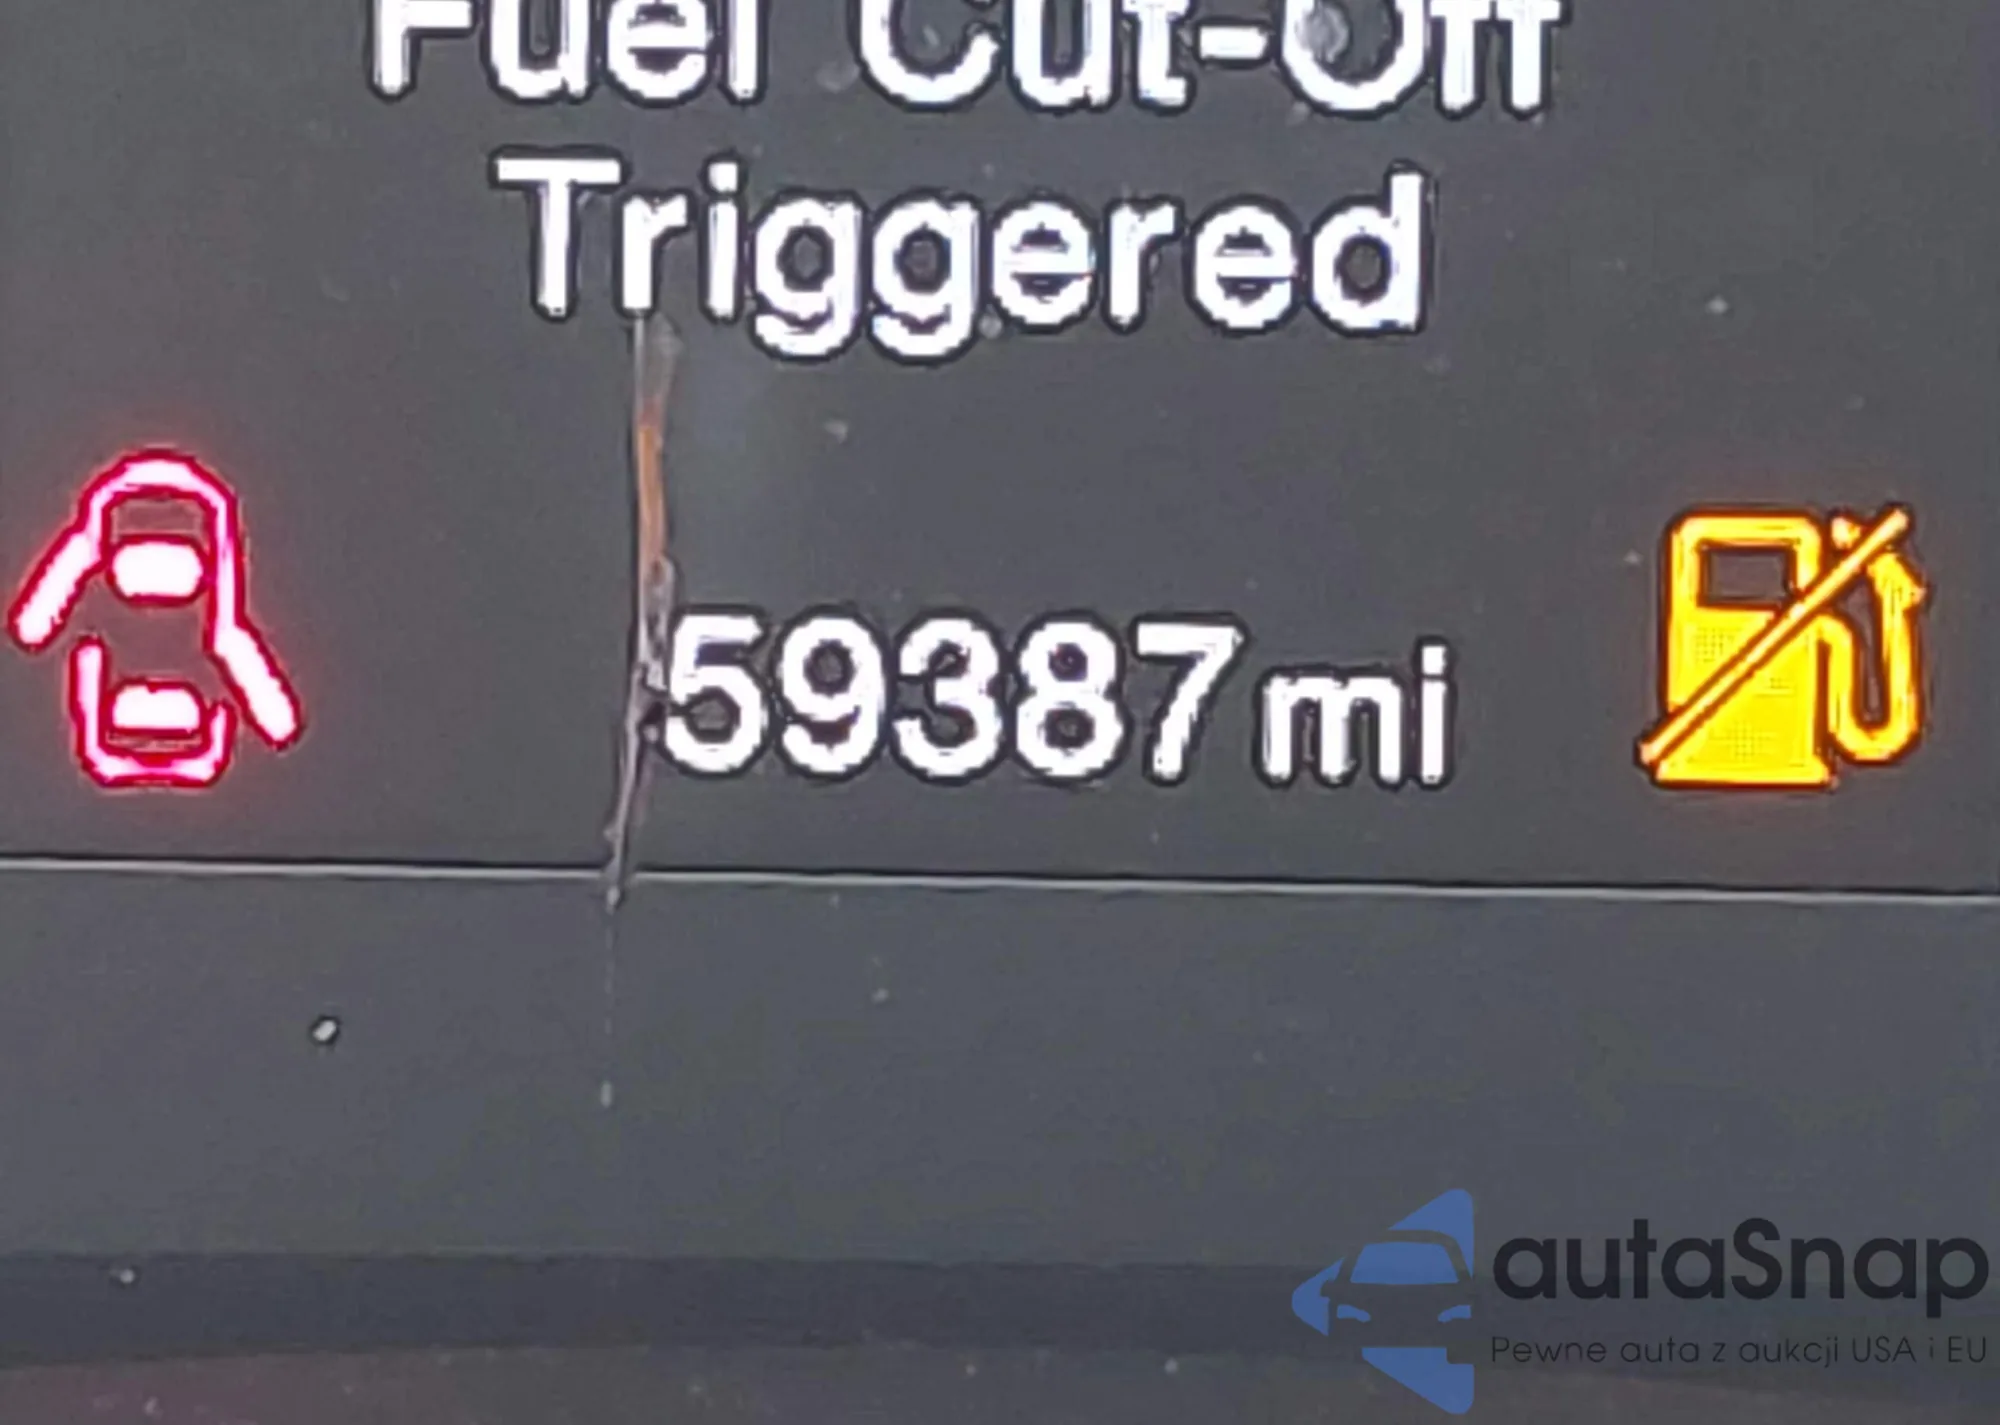 Fuel Cut-Off
Triggered
59387 mi
autaSnap
Pewne auta z aukcji USA i EU